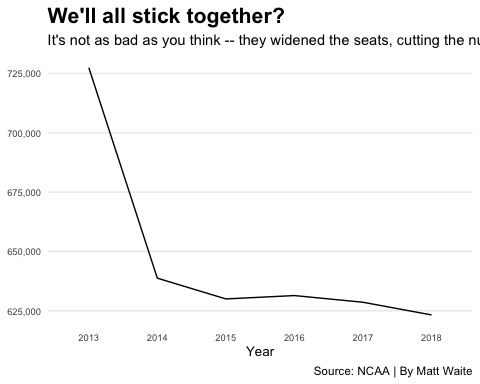 We'll all stick together?
It's not as bad as you think -- they widened the seats, cutting the
725,000
700,000
675,000
650,000
625,000
2013 2014 2015 2016 2017 2018
Year
Source: NCAA | By Matt Waite